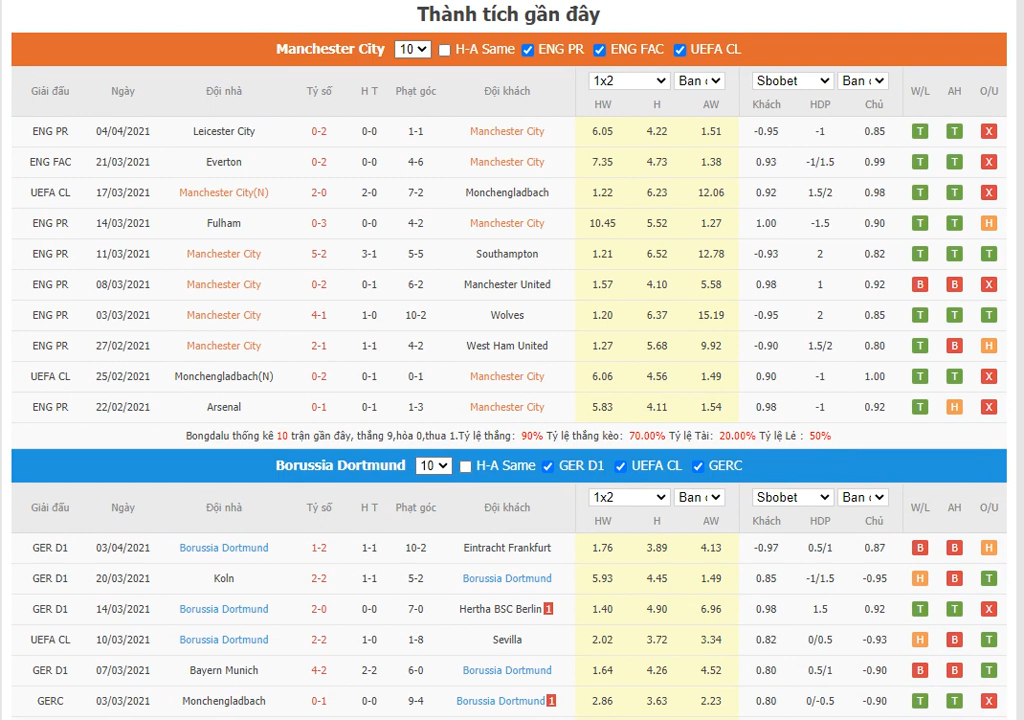 Thành tích gần đây
Manchester City 10 H-A Same ENG PR ENG FAC UEFA CL
Giải đấu Ngày Đội nhà Tỷ số H T Phạt góc Đội khách 1x2 Ban Sbobet Ban W/L AH O/U
HW H AW Khách HDP Chủ
ENG PR 04/04/2021 Leicester City 0-2 0-0 1-1 Manchester City 6.05 4.22 1.51 -0.95 -1 0.85 T T X
ENG FAC 21/03/2021 Everton 0-2 0-0 4-6 Manchester City 7.35 4.73 1.38 0.93 -1/1.5 0.99 T T X
UEFA CL 17/03/2021 Manchester City(N) 2-0 2-0 7-2 Monchengladbach 1.22 6.23 12.06 0.92 1.5/2 0.98 T T X
ENG PR 14/03/2021 Fulham 0-3 0-0 4-2 Manchester City 10.45 5.52 1.27 1.00 -1.5 0.90 T T H
ENG PR 11/03/2021 Manchester City 5-2 3-1 5-5 Southampton 1.21 6.52 12.78 -0.93 2 0.82 T T T
ENG PR 08/03/2021 Manchester City 0-2 0-1 6-2 Manchester United 1.57 4.10 5.58 0.98 1 0.92 B B X
ENG PR 03/03/2021 Manchester City 4-1 1-0 10-2 Wolves 1.20 6.37 15.19 -0.95 2 0.85 T T T
ENG PR 27/02/2021 Manchester City 2-1 1-1 4-2 West Ham United 1.27 5.68 9.92 -0.90 1.5/2 0.80 T B H
UEFA CL 25/02/2021 Monchengladbach(N) 0-2 0-1 0-1 Manchester City 6.06 4.56 1.49 0.90 -1 1.00 T T X
ENG PR 22/02/2021 Arsenal 0-1 0-1 1-3 Manchester City 5.83 4.11 1.54 0.98 -1 0.92 T H X
Bongdalu thống kê 10 trận gần đây, thắng 9,hòa 0,thua 1.Tỷ lệ thắng: 90% Tỷ lệ thắng kèo: 70.00% Tỷ lệ Tài: 20.00% Tỷ lệ Lẻ : 50%
Borussia Dortmund 10 H-A Same GER D1 UEFA CL GERC
Giải đấu Ngày Đội nhà Tỷ số H T Phạt góc Đội khách 1x2 Ban Sbobet Ban W/L AH O/U
HW H AW Khách HDP Chủ
GER D1 03/04/2021 Borussia Dortmund 1-2 1-1 10-2 Eintracht Frankfurt 1.76 3.89 4.13 -0.97 0.5/1 0.87 B B H
GER D1 20/03/2021 Koln 2-2 1-1 5-2 Borussia Dortmund 5.93 4.45 1.49 0.85 -1/1.5 -0.95 H B T
GER D1 14/03/2021 Borussia Dortmund 2-0 0-0 7-0 Hertha BSC Berlin 1 1.40 4.90 6.96 0.98 1.5 0.92 T T X
UEFA CL 10/03/2021 Borussia Dortmund 2-2 1-0 1-8 Sevilla 2.02 3.72 3.34 0.82 0/0.5 -0.93 H B T
GER D1 07/03/2021 Bayern Munich 4-2 2-2 6-0 Borussia Dortmund 1.64 4.26 4.52 0.80 0.5/1 -0.90 B B T
GERC 03/03/2021 Monchengladbach 0-1 0-0 9-4 Borussia Dortmund 1 2.86 3.63 2.23 0.80 0/-0.5 -0.90 T T X